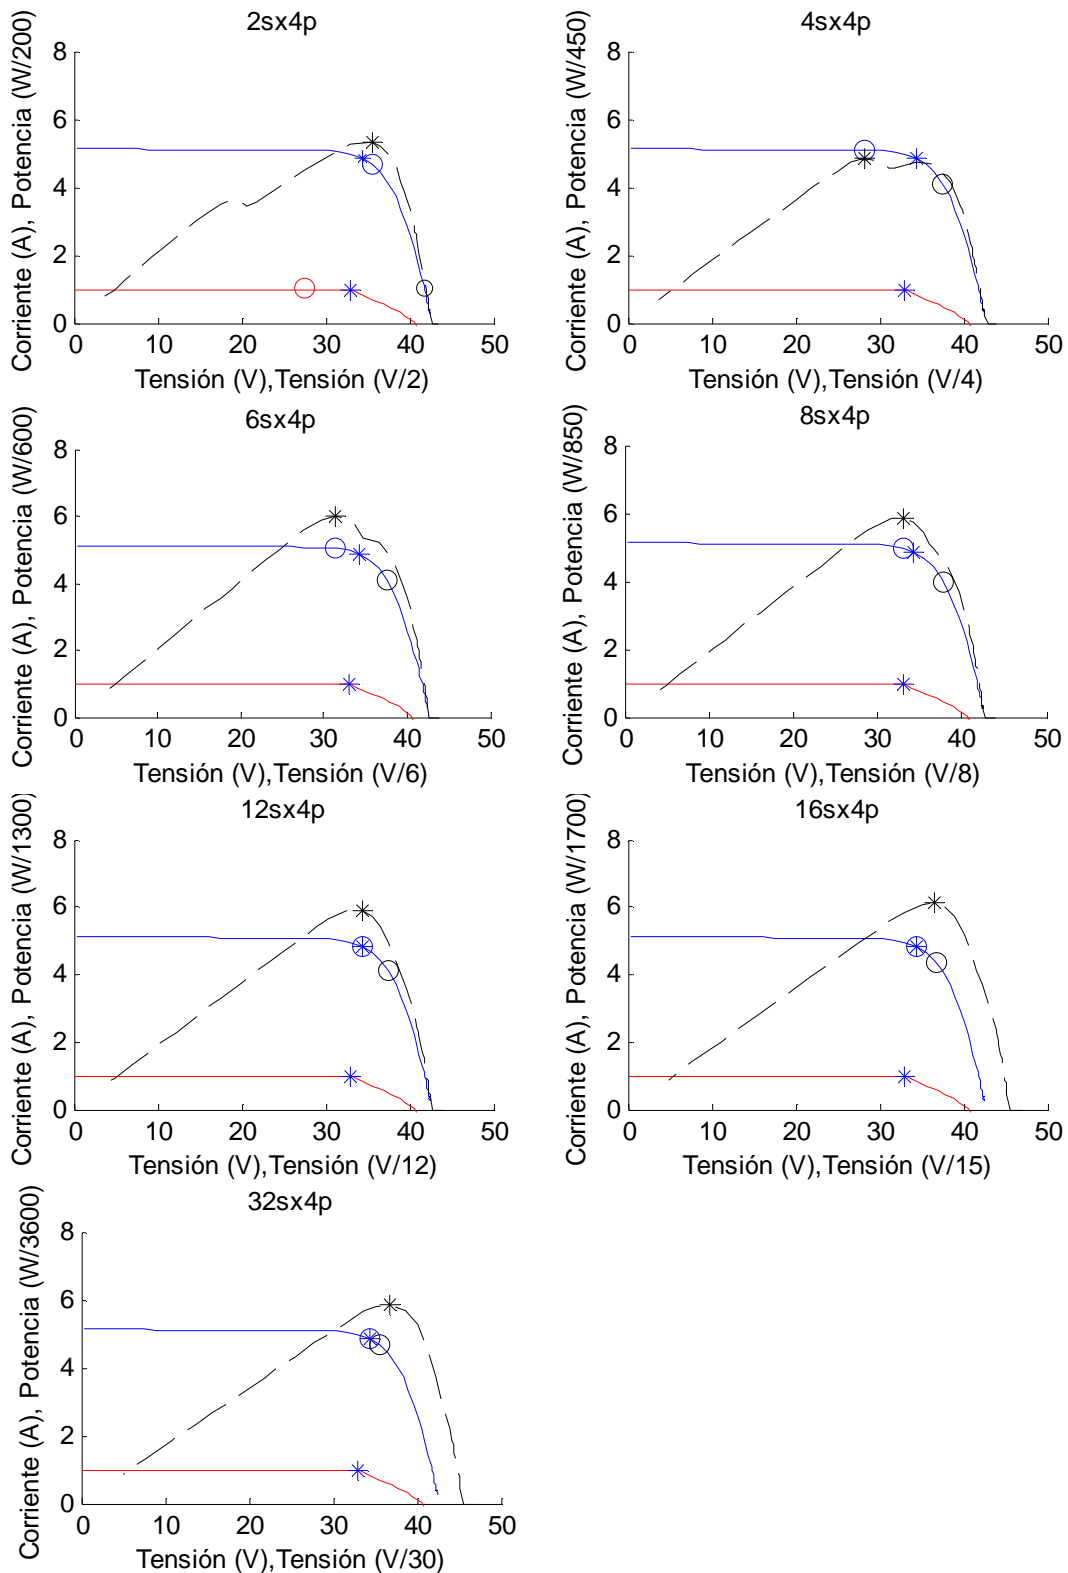 2sx4p
Corriente (A), Potencia (W/200)
8
6
4
2
0
0 10 20 30 40 50
Tensión (V),Tensión (V/2)
4sx4p
Corriente (A), Potencia (W/450)
8
6
4
2
0
0 10 20 30 40 50
Tensión (V),Tensión (V/4)
6sx4p
Corriente (A), Potencia (W/600)
8
6
4
2
0
0 10 20 30 40 50
Tensión (V),Tensión (V/6)
8sx4p
Corriente (A), Potencia (W/850)
8
6
4
2
0
0 10 20 30 40 50
Tensión (V),Tensión (V/8)
12sx4p
Corriente (A), Potencia (W/1300)
8
6
4
2
0
0 10 20 30 40 50
Tensión (V),Tensión (V/12)
16sx4p
Corriente (A), Potencia (W/1700)
8
6
4
2
0
0 10 20 30 40 50
Tensión (V),Tensión (V/15)
32sx4p
Corriente (A), Potencia (W/3600)
8
6
4
2
0
0 10 20 30 40 50
Tensión (V),Tensión (V/30)